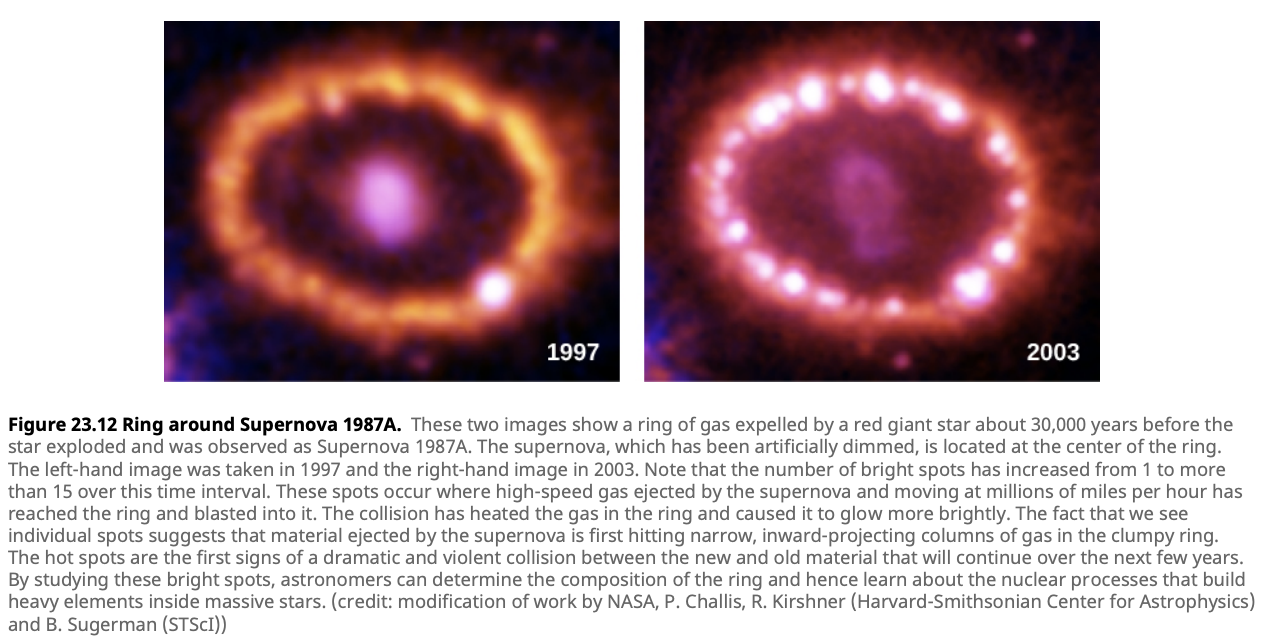 1997
2003
Figure 23.12 Ring around Supernova 1987A. These two images show a ring of gas expelled by a red giant star about 30,000 years before the
star exploded and was observed as Supernova 1987A. The supernova, which has been artificially dimmed, is located at the center of the ring.
The left-hand image was taken in 1997 and the right-hand image in 2003. Note that the number of bright spots has increased from 1 to more
than 15 over this time interval. These spots occur where high-speed gas ejected by the supernova and moving at millions of miles per hour has
reached the ring and blasted into it. The collision has heated the gas in the ring and caused it to glow more brightly. The fact that we see
individual spots suggests that material ejected by the supernova is first hitting narrow, inward-projecting columns of gas in the clumpy ring.
The hot spots are the first signs of a dramatic and violent collision between the new and old material that will continue over the next few years.
By studying these bright spots, astronomers can determine the composition of the ring and hence learn about the nuclear processes that build
heavy elements inside massive stars. (credit: modification of work by NASA, P. Challis, R. Kirshner (Harvard-Smithsonian Center for Astrophysics)
and B. Sugerman (STScI))